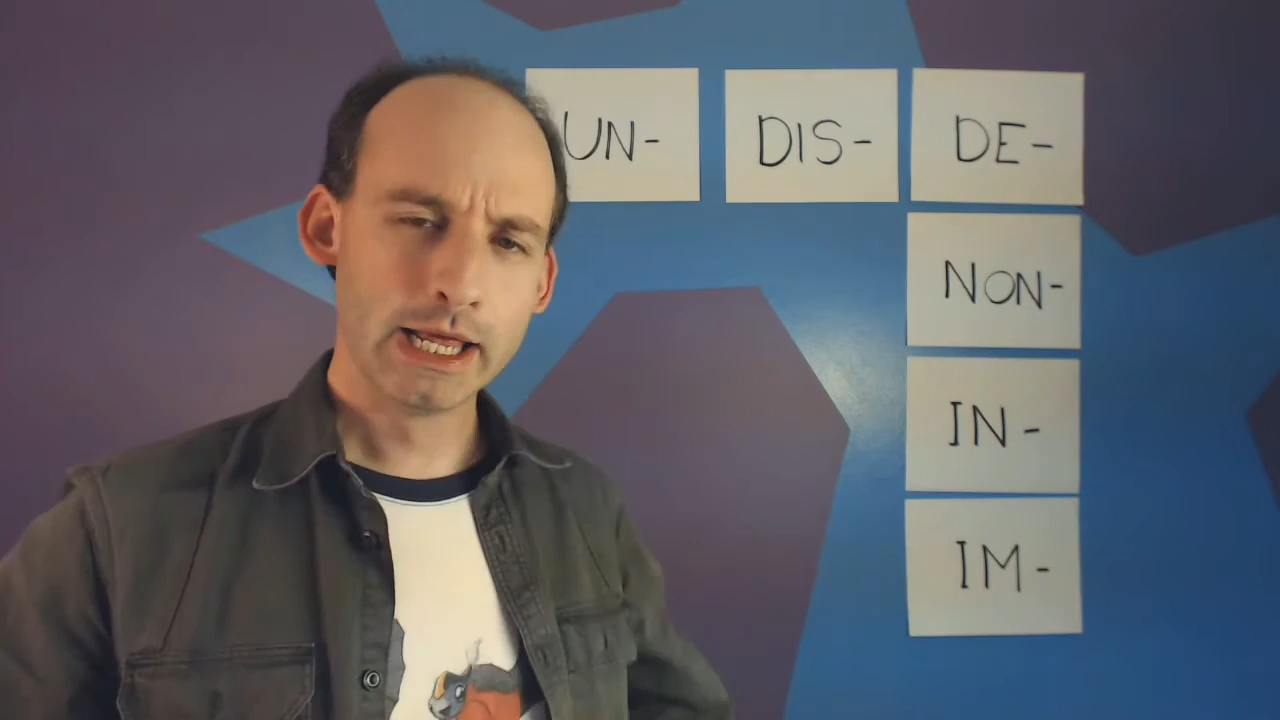 UN- DIS- DE-
NON-
IN-
IM-